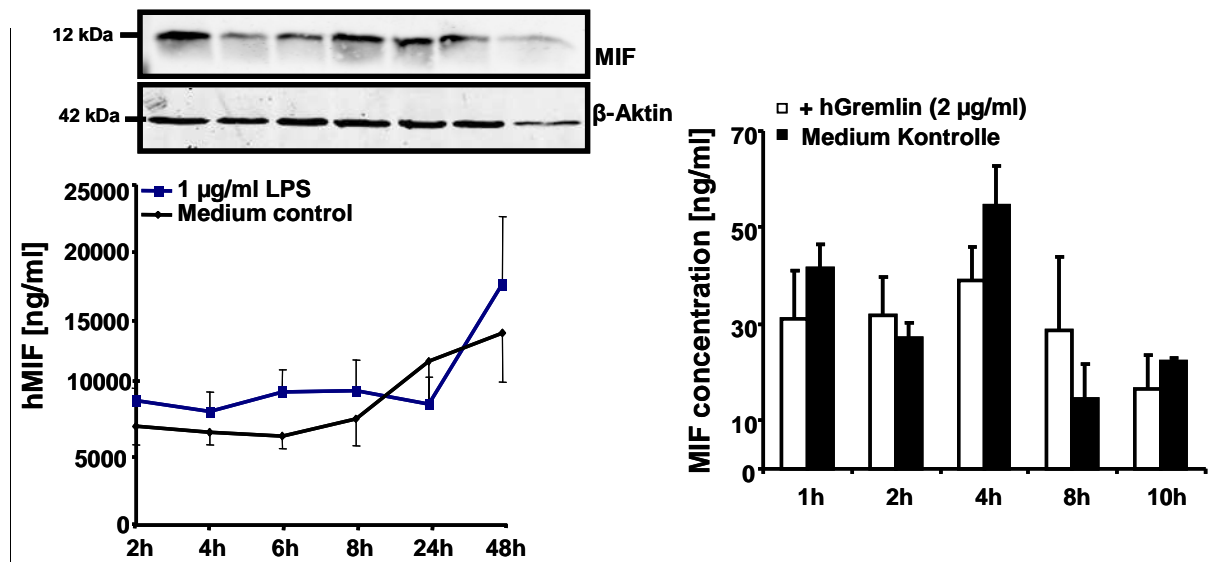 12 kDa
MIF
42 kDa
β-Aktin
25000
20000
15000
10000
5000
0
hMIF [ng/ml]
1 µg/ml LPS
Medium control
2h 4h 6h 8h 24h 48h
+ hGremlin (2 µg/ml)
Medium Kontrolle
70
50
30
10
0
MIF concentration [ng/ml]
1h 2h 4h 8h 10h